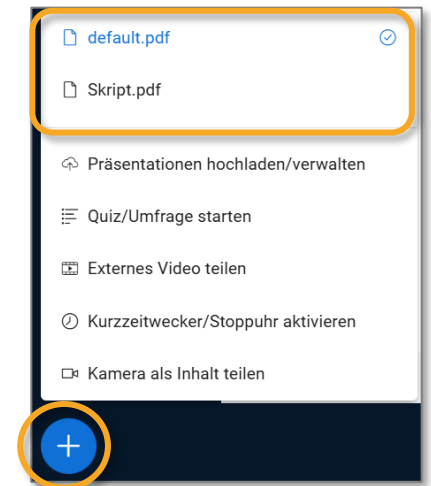 default.pdf
Skript.pdf
Präsentationen hochladen/verwalten
Quiz/Umfrage starten
Externes Video teilen
Kurzzeitwecker/Stoppuhr aktivieren
Kamera als Inhalt teilen